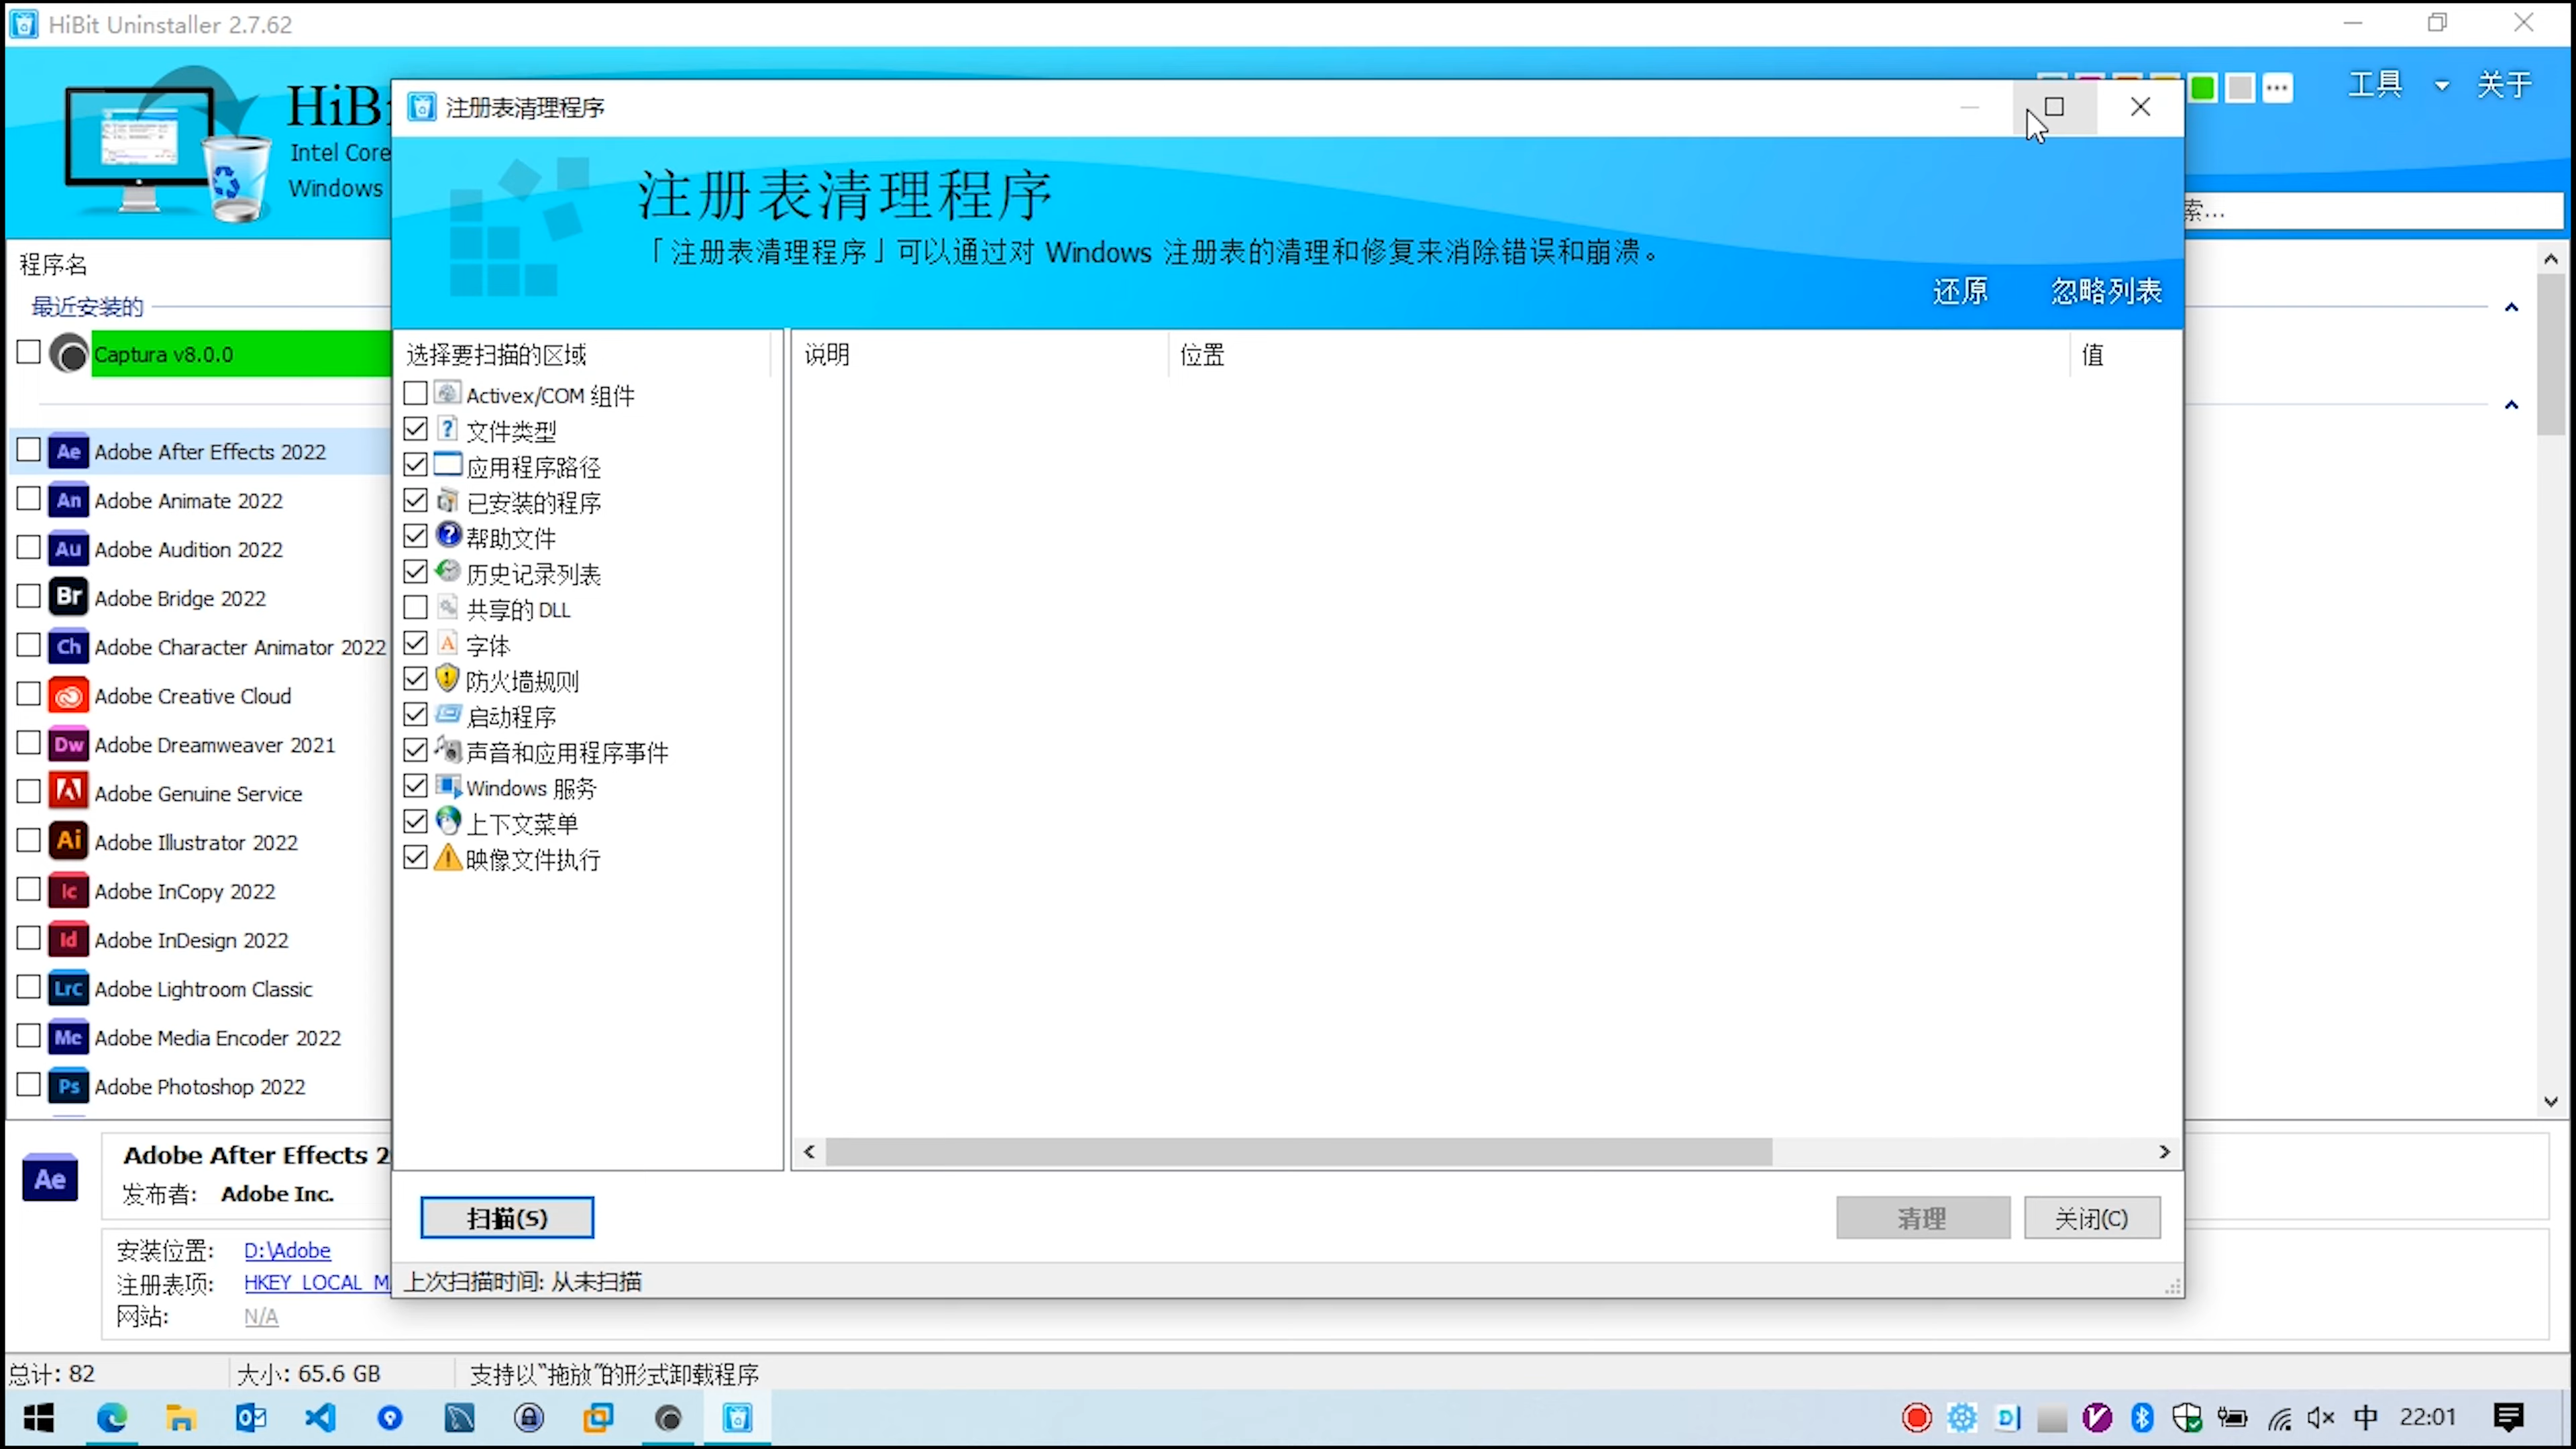 HiBit Uninstaller 2.7.62
Intel Core
Windows
工具
关于
索...
程序名
最近安装的
Captura v8.0.0
Adobe After Effects 2022
Adobe Animate 2022
Adobe Audition 2022
Adobe Bridge 2022
Adobe Character Animator 2022
Adobe Creative Cloud
Adobe Dreamweaver 2021
Adobe Genuine Service
Adobe Illustrator 2022
Adobe InCopy 2022
Adobe InDesign 2022
Adobe Lightroom Classic
Adobe Media Encoder 2022
Adobe Photoshop 2022
注册表清理程序
注册表清理程序
「注册表清理程序」可以通过对 Windows 注册表的清理和修复来消除错误和崩溃。
还原
忽略列表
选择要扫描的区域
说明
位置
值
Activex/COM 组件
文件类型
应用程序路径
已安装的程序
帮助文件
历史记录列表
共享的 DLL
字体
防火墙规则
启动程序
声音和应用程序事件
Windows 服务
上下文菜单
映像文件执行
扫描(S)
清理
关闭(C)
上次扫描时间: 从未扫描
Ae
Adobe After Effects 2
发布者: Adobe Inc.
安装位置: D:\Adobe
注册表项: HKEY_LOCAL_M
网站: N/A
总计: 82
大小: 65.6 GB
支持以“拖放”的形式卸载程序
中
22:01